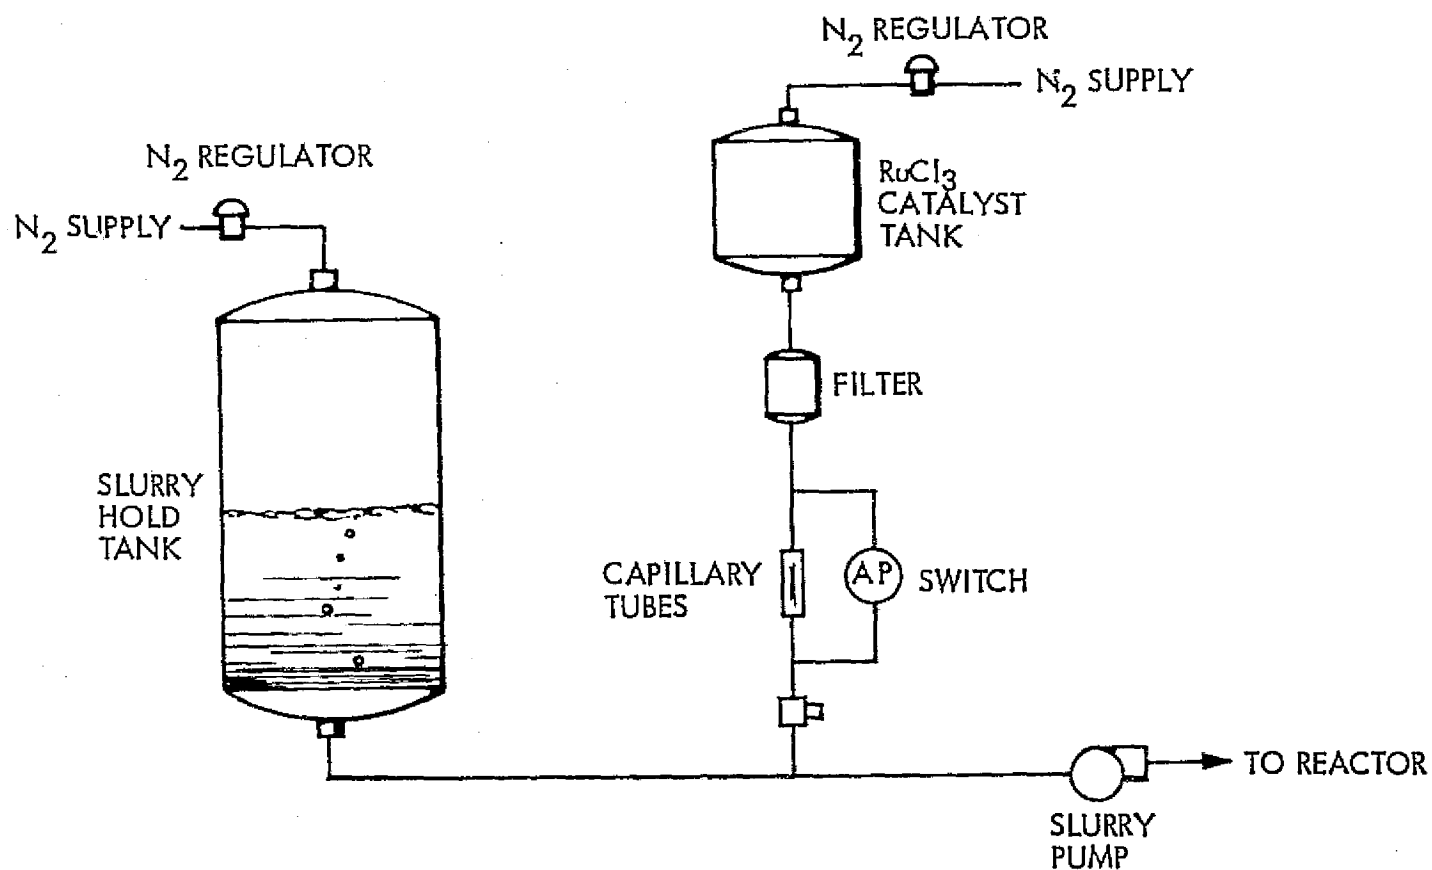 N₂ REGULATOR
N₂ SUPPLY
N₂ REGULATOR
N₂ SUPPLY
RuCl₃
CATALYST
TANK
FILTER
SLURRY
HOLD
TANK
CAPILLARY
TUBES
ΔP
SWITCH
TO REACTOR
SLURRY
PUMP